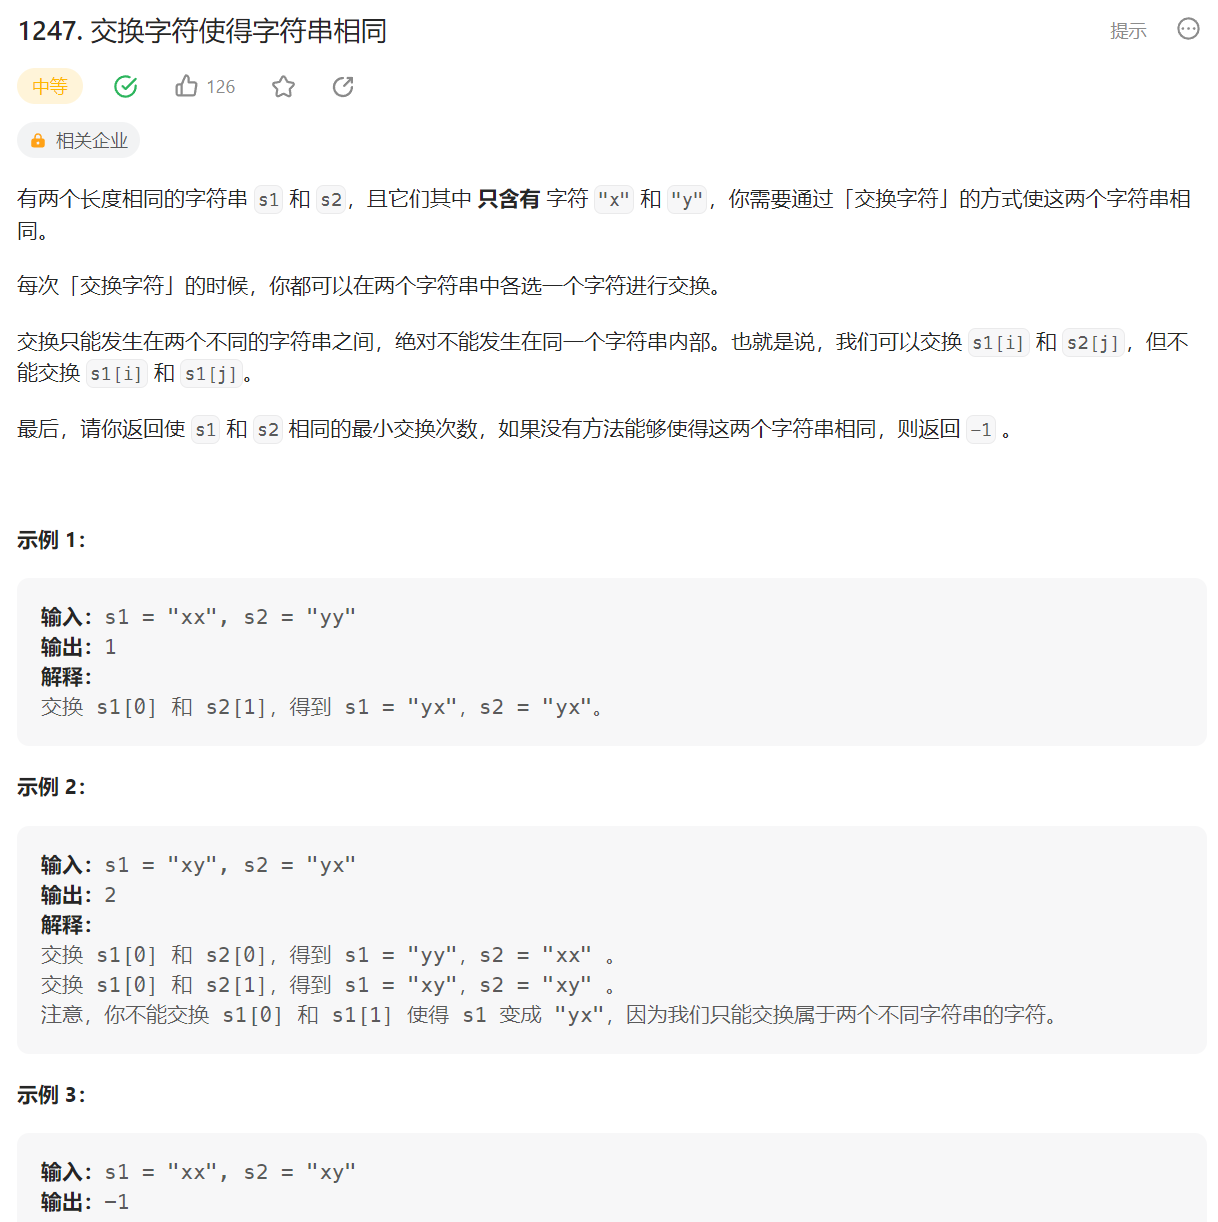 1247. 交换字符使得字符串相同
提示
中等
126
相关企业
有两个长度相同的字符串 s1 和 s2，且它们其中 只含有 字符 "x" 和 "y"，你需要通过「交换字符」的方式使这两个字符串相
同。
每次「交换字符」的时候，你都可以在两个字符串中各选一个字符进行交换。
交换只能发生在两个不同的字符串之间，绝对不能发生在同一个字符串内部。也就是说，我们可以交换 s1[i] 和 s2[j]，但不
能交换 s1[i] 和 s1[j]。
最后，请你返回使 s1 和 s2 相同的最小交换次数，如果没有方法能够使得这两个字符串相同，则返回 -1 。
示例 1：
输入：s1 = "xx", s2 = "yy"
输出：1
解释：
交换 s1[0] 和 s2[1]，得到 s1 = "yx"，s2 = "yx"。
示例 2：
输入：s1 = "xy", s2 = "yx"
输出：2
解释：
交换 s1[0] 和 s2[0]，得到 s1 = "yy"，s2 = "xx" 。
交换 s1[0] 和 s2[1]，得到 s1 = "xy"，s2 = "xy" 。
注意，你不能交换 s1[0] 和 s1[1] 使得 s1 变成 "yx"，因为我们只能交换属于两个不同字符串的字符。
示例 3：
输入：s1 = "xx", s2 = "xy"
输出：-1